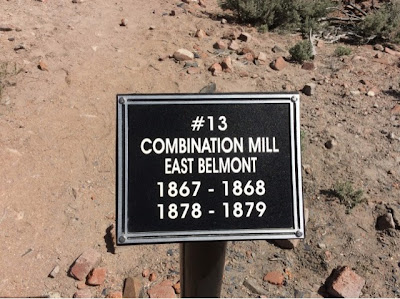 #13
COMBINATION MILL
EAST BELMONT
1867 - 1868
1878 - 1879